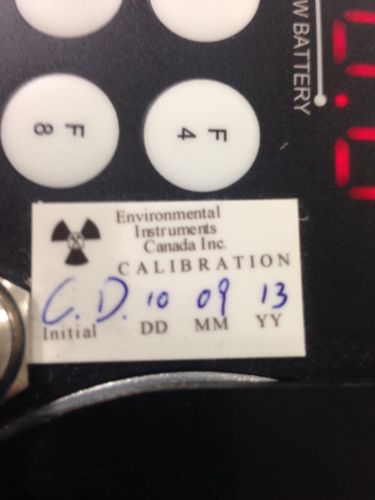 W BATTERY
F
8
F
4
Environmental
Instruments
Canada Inc.
CALIBRATION
C. D. 10 09 13
Initial DD MM YY